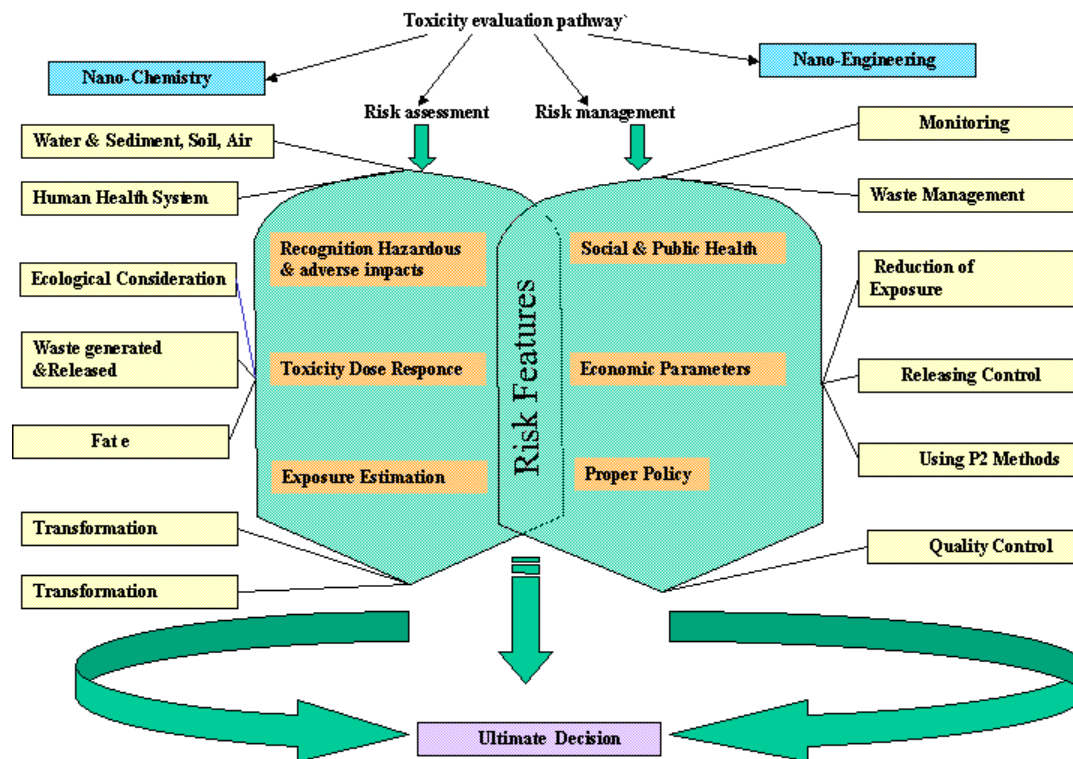 Toxicity evaluation pathway`
Nano-Chemistry
Nano-Engineering
Risk assessment
Risk management
Water & Sediment, Soil, Air
Human Health System
Ecological Consideration
Waste generated
&Released
Fat e
Transformation
Transformation
Recognition Hazardous
& adverse impacts
Toxicity Dose Responce
Exposure Estimation
Risk Features
Social & Public Health
Economic Parameters
Proper Policy
Monitoring
Waste Management
Reduction of
Exposure
Releasing Control
Using P2 Methods
Quality Control
Ultimate Decision